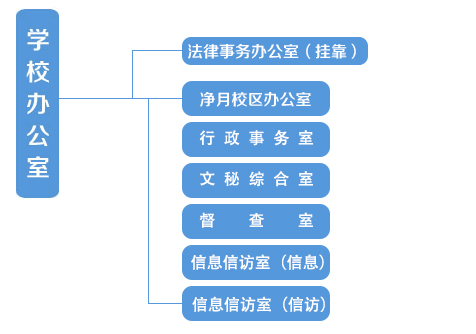 学校办公室
法律事务办公室（挂靠）
净月校区办公室
行政事务室
文秘综合室
督查室
信息信访室（信息）
信息信访室（信访）